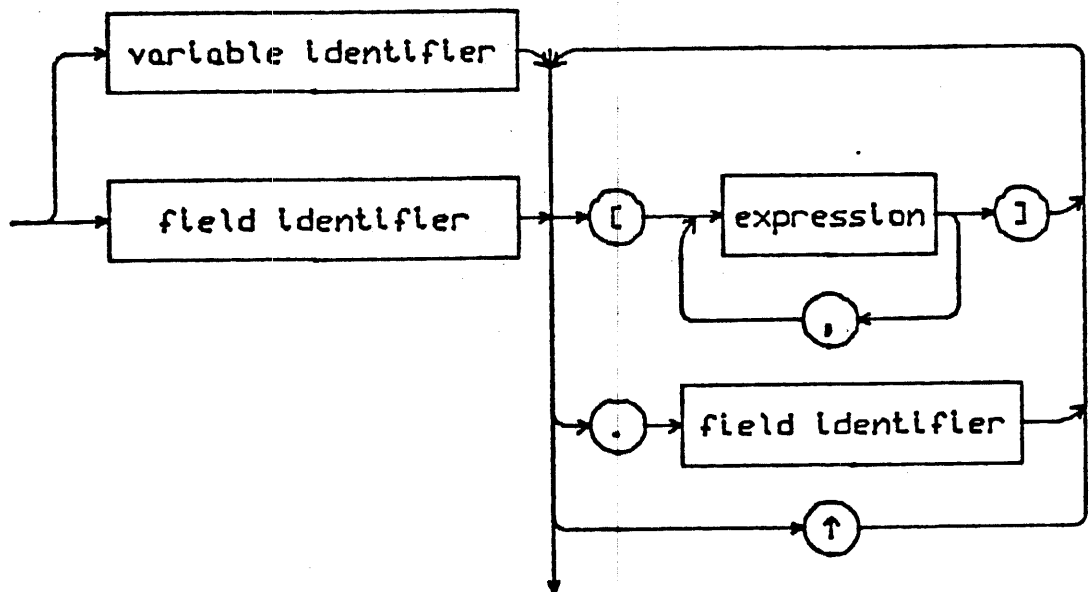 variable identifier
field identifier
[
expression
]
,
.
field identifier
↑